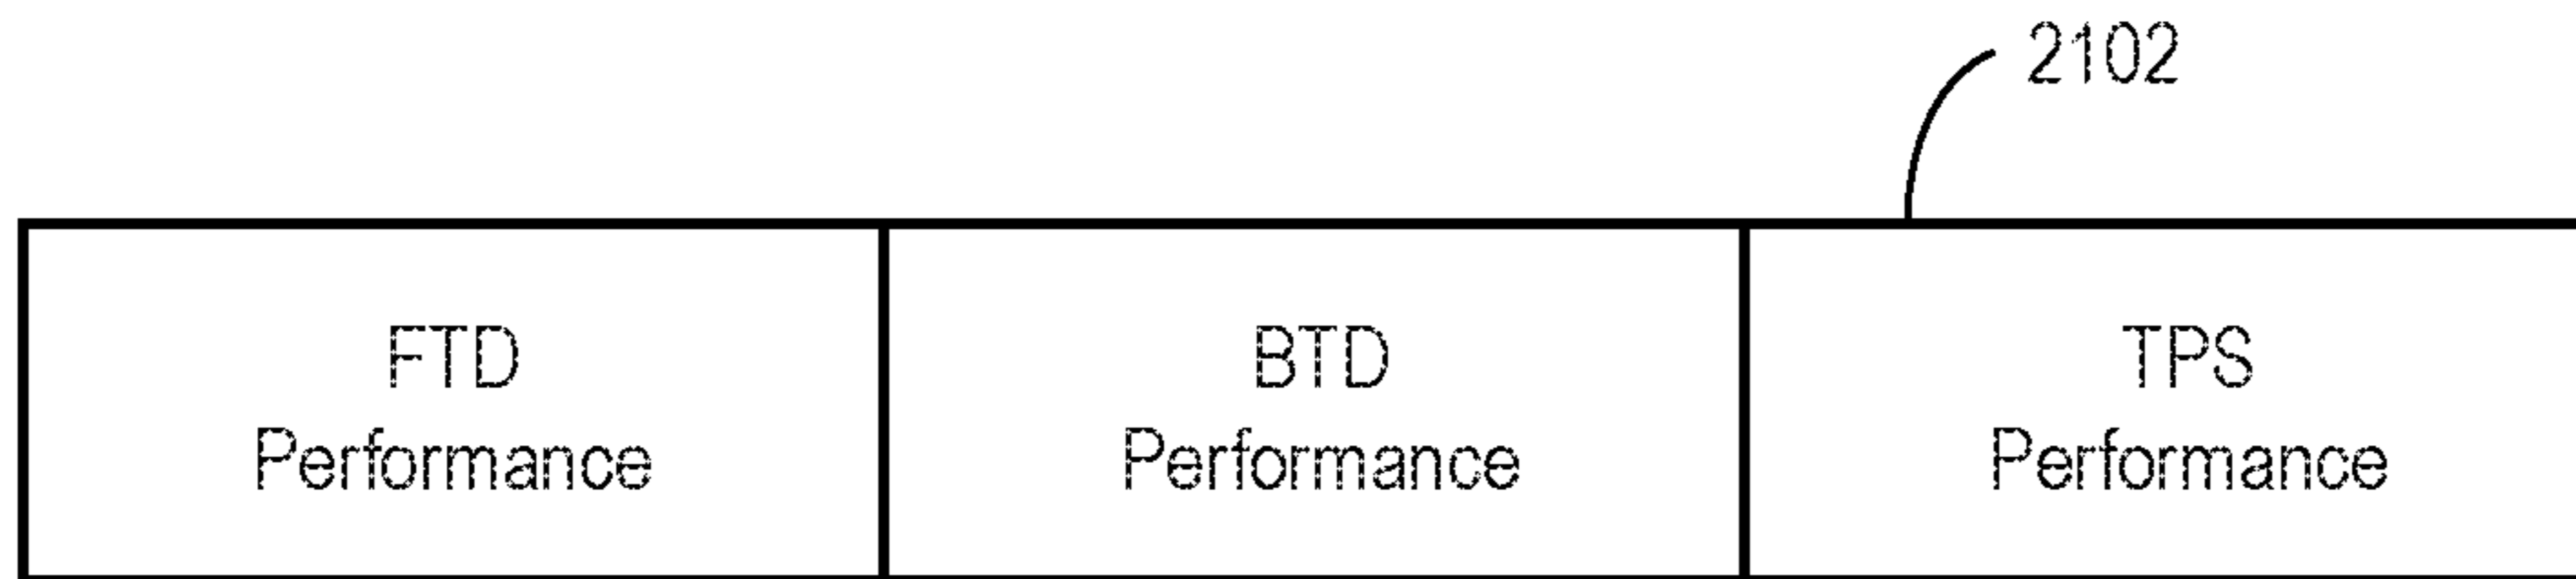 2102
FTD
Performance
BTD
Performance
TPS
Performance